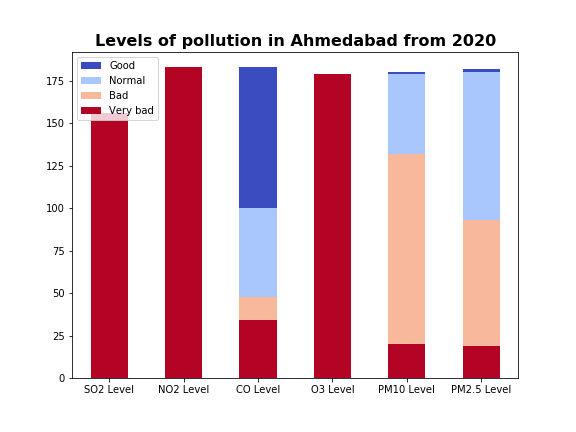 Levels of pollution in Ahmedabad from 2020
Good
Normal
Bad
Very bad
175
150
125
100
75
50
25
0
SO2 Level NO2 Level CO Level O3 Level PM10 Level PM2.5 Level